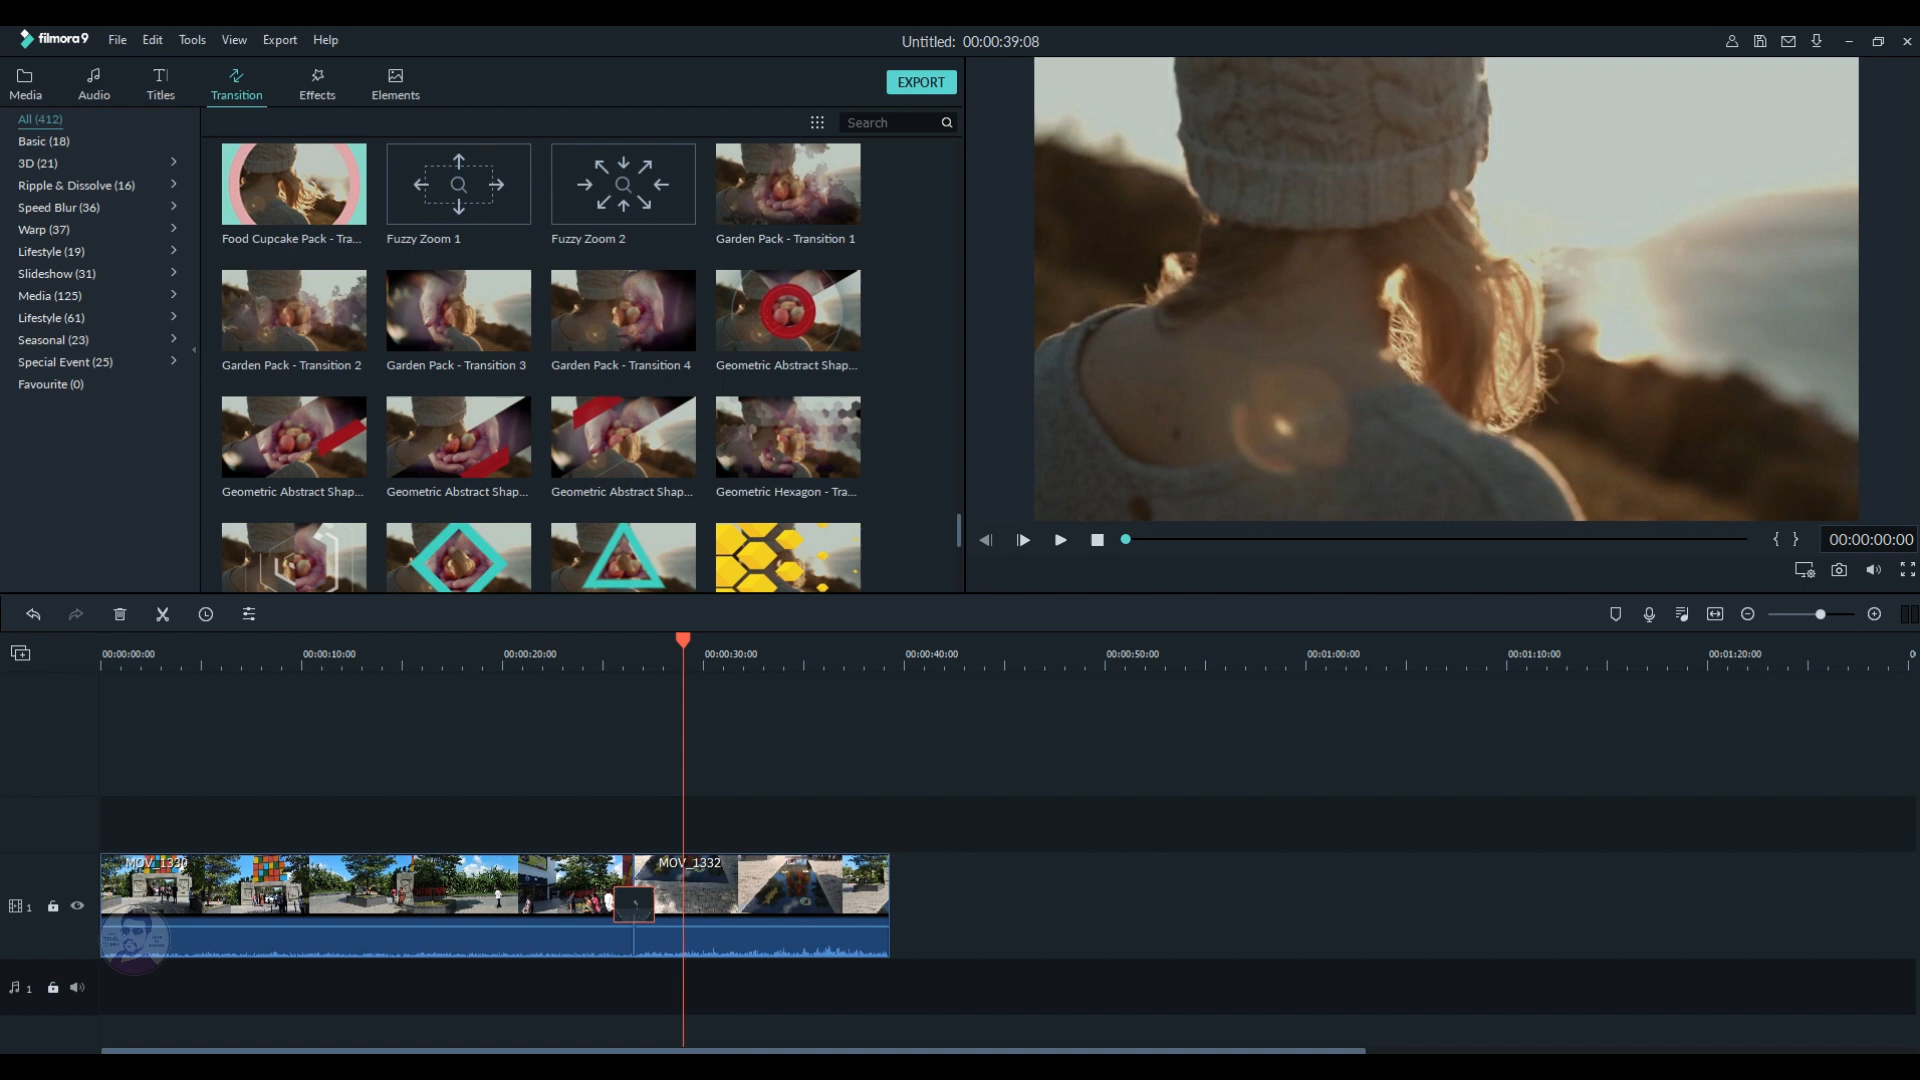 filmora9 File Edit Tools View Export Help
Untitled: 00:00:39:08
Media Audio Titles Transition Effects Elements
EXPORT
All (412)
Basic (18)
3D (21)
Ripple & Dissolve (16)
Speed Blur (36)
Warp (37)
Lifestyle (19)
Slideshow (31)
Media (125)
Lifestyle (61)
Seasonal (23)
Special Event (25)
Favourite (0)
Search
Food Cupcake Pack - Tra... Fuzzy Zoom 1 Fuzzy Zoom 2 Garden Pack - Transition 1
Garden Pack - Transition 2 Garden Pack - Transition 3 Garden Pack - Transition 4 Geometric Abstract Shap...
Geometric Abstract Shap... Geometric Abstract Shap... Geometric Abstract Shap... Geometric Hexagon - Tra...
{ } 00:00:00:00
00:00:00:00 00:00:10:00 00:00:20:00 00:00:30:00 00:00:40:00 00:00:50:00 00:01:00:00 00:01:10:00 00:01:20:00 0
MOV_1330 MOV_1332
1
1